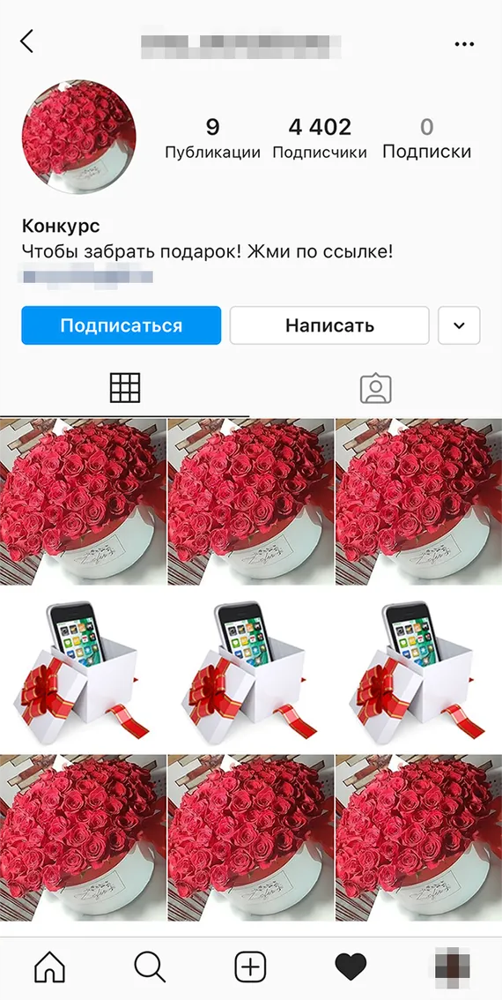 9
4 402
0
Публикации
Подписчики
Подписки
Конкурс
Чтобы забрать подарок! Жми по ссылке!
Подписаться
Написать